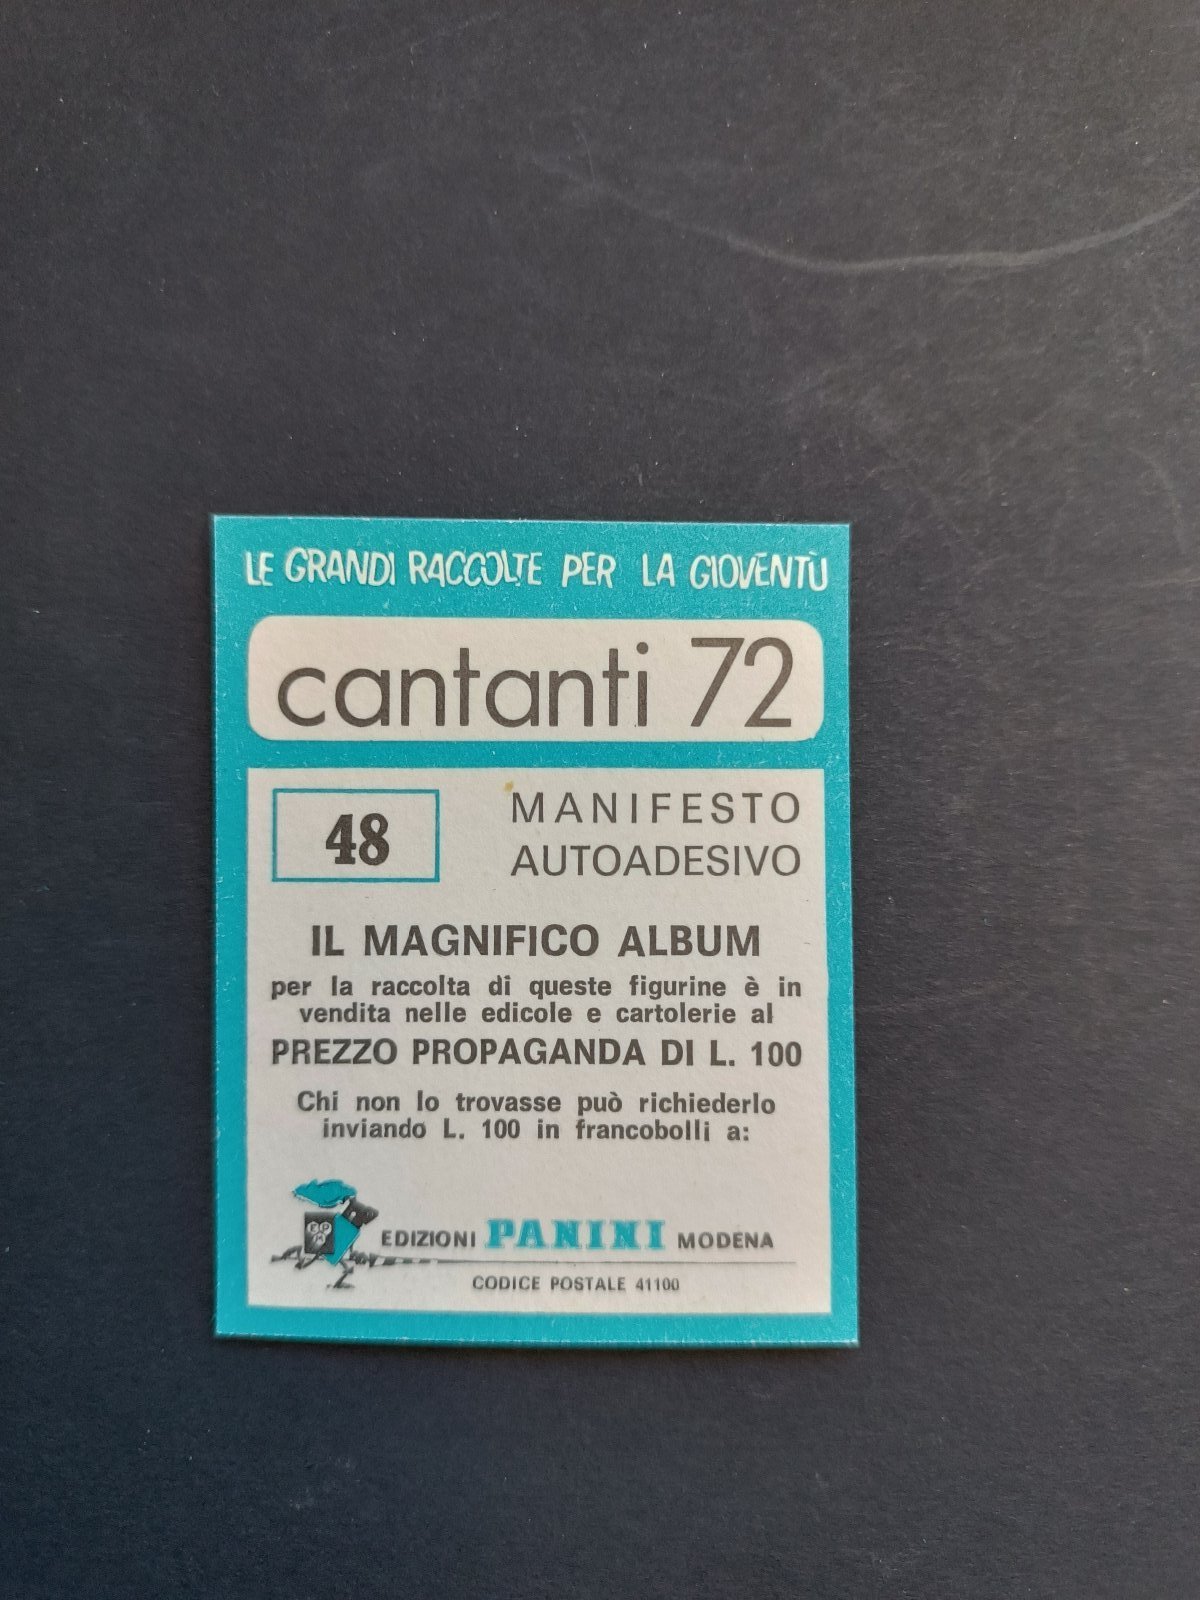 LE GRANDI RACCOLTE PER LA GIOVENTÙ
cantanti 72
48
MANIFESTO
AUTOADESIVO
IL MAGNIFICO ALBUM
per la raccolta di queste figurine è in
vendita nelle edicole e cartolerie al
PREZZO PROPAGANDA DI L. 100
Chi non lo trovasse può richiederlo
inviando L. 100 in francobolli a:
EDIZIONI PANINI MODENA
CODICE POSTALE 41100